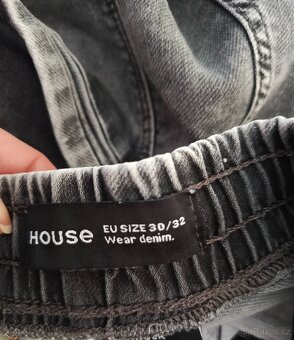 House
EU SIZE 30/32
Wear denim.